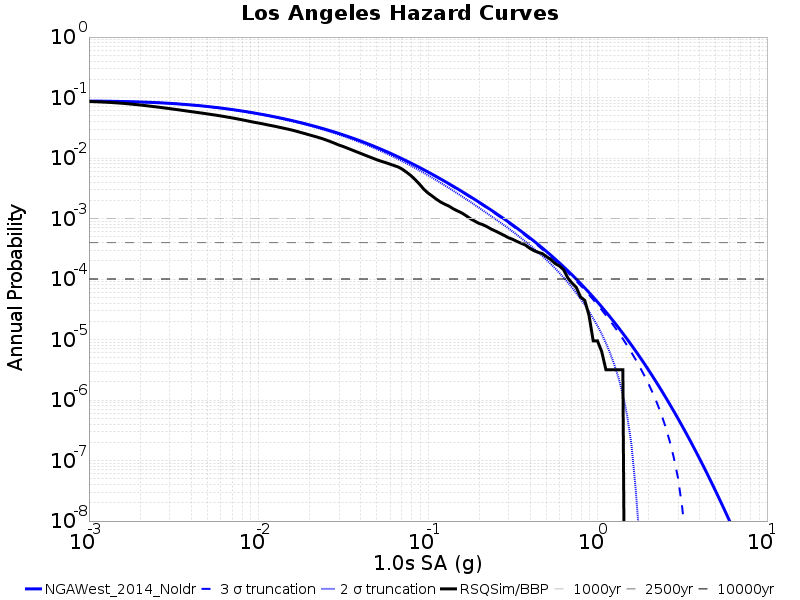 Los Angeles Hazard Curves
Annual Probability
10^0
10^-1
10^-2
10^-3
10^-4
10^-5
10^-6
10^-7
10^-8
10^-3 10^-2 10^-1 10^0 10^1
1.0s SA (g)
NGAWest_2014_NoIdr 3 σ truncation 2 σ truncation RSQSim/BBP 1000yr 2500yr 10000yr